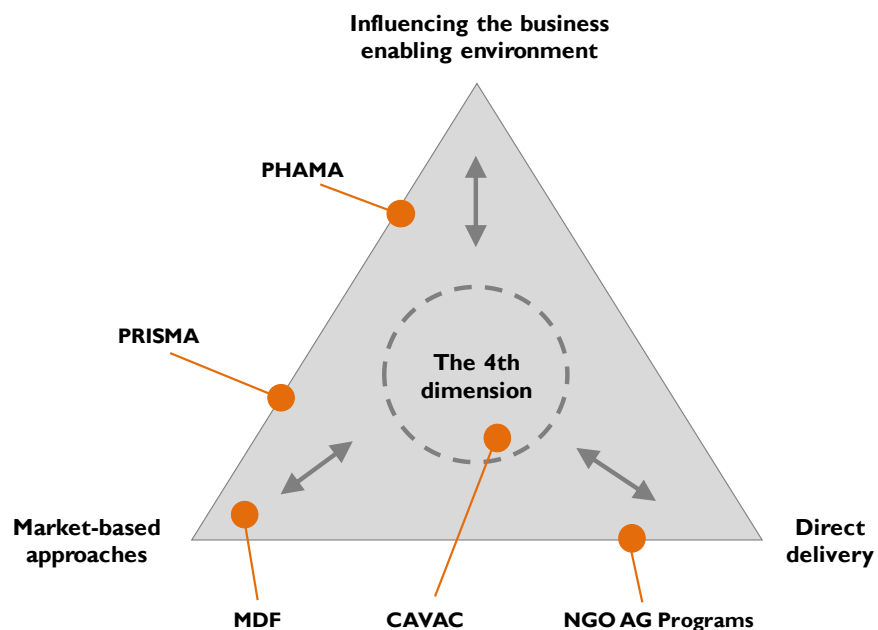 Influencing the business
enabling environment
PHAMA
PRISMA
The 4th
dimension
Market-based
approaches
Direct
delivery
MDF
CAVAC
NGO AG Programs